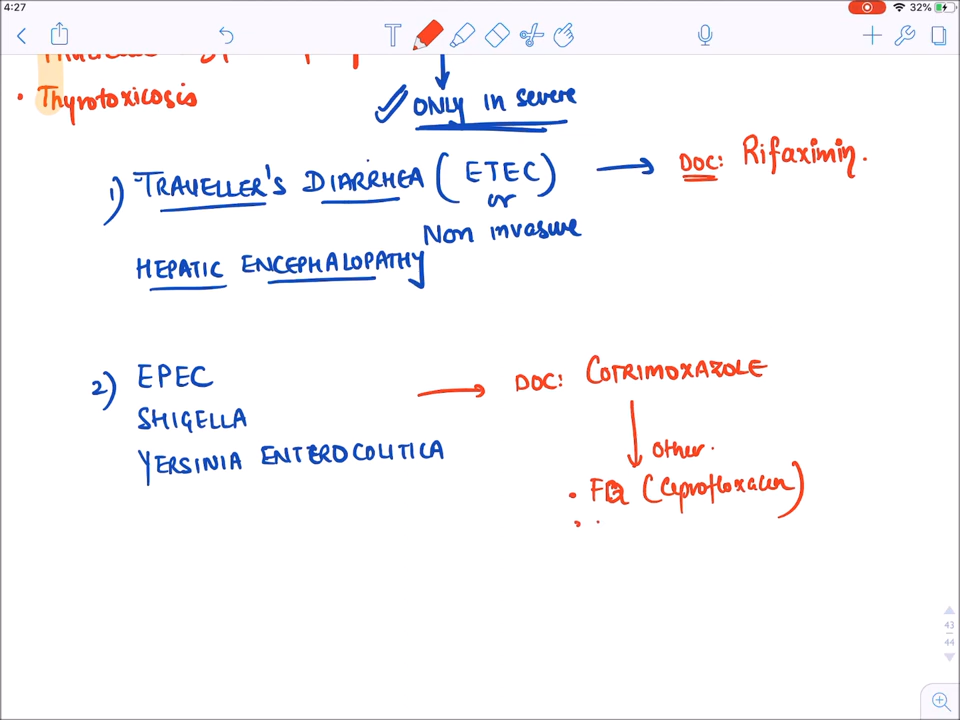 4:27
32%
T
• Thyrotoxicosis
ONLY in severe
1) TRAVELLER'S DIARRHEA (ETEC) → DOC: Rifaximin.
or
Non invasive
HEPATIC ENCEPHALOPATHY
2) EPEC → DOC: COTRIMOXAZOLE
SHIGELLA
YERSINIA ENTEROCOLITICA
Other.
• FQ (Ciprofloxacin)
43
44